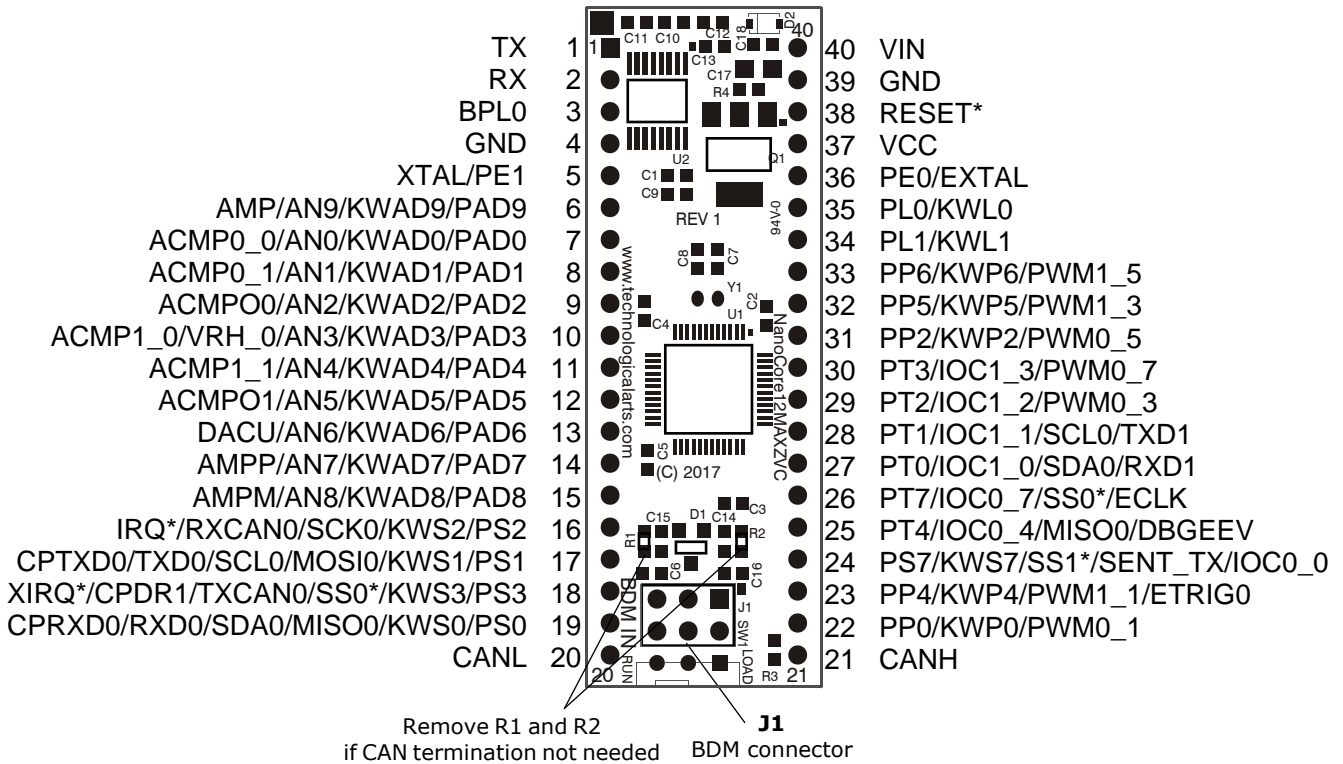 TX 1
RX 2
BPL0 3
GND 4
XTAL/PE1 5
AMP/AN9/KWAD9/PAD9 6
ACMP0_0/AN0/KWAD0/PAD0 7
ACMP0_1/AN1/KWAD1/PAD1 8
ACMPO0/AN2/KWAD2/PAD2 9
ACMP1_0/VRH_0/AN3/KWAD3/PAD3 10
ACMP1_1/AN4/KWAD4/PAD4 11
ACMPO1/AN5/KWAD5/PAD5 12
DACU/AN6/KWAD6/PAD6 13
AMPP/AN7/KWAD7/PAD7 14
AMPM/AN8/KWAD8/PAD8 15
IRQ*/RXCAN0/SCK0/KWS2/PS2 16
CPTXD0/TXD0/SCL0/MOSI0/KWS1/PS1 17
XIRQ*/CPDR1/TXCAN0/SS0*/KWS3/PS3 18
CPRXD0/RXD0/SDA0/MISO0/KWS0/PS0 19
CANL 20
1
C11 C10 C12
C13
C18
D2
40
C17
R4
U2
Q1
C1
C9
REV 1
94V-0
C8
C7
Y1
C2
U1
C4
www.technologicalarts.com
NanoCore12MAXZVC
C5
(C) 2017
C3
C15 D1 C14
R1
R2
C6
C16
BDM IN
J1
SW1
RUN
LOAD
R3
20
21
40 VIN
39 GND
38 RESET*
37 VCC
36 PE0/EXTAL
35 PL0/KWL0
34 PL1/KWL1
33 PP6/KWP6/PWM1_5
32 PP5/KWP5/PWM1_3
31 PP2/KWP2/PWM0_5
30 PT3/IOC1_3/PWM0_7
29 PT2/IOC1_2/PWM0_3
28 PT1/IOC1_1/SCL0/TXD1
27 PT0/IOC1_0/SDA0/RXD1
26 PT7/IOC0_7/SS0*/ECLK
25 PT4/IOC0_4/MISO0/DBGEEV
24 PS7/KWS7/SS1*/SENT_TX/IOC0_0
23 PP4/KWP4/PWM1_1/ETRIG0
22 PP0/KWP0/PWM0_1
21 CANH
Remove R1 and R2
if CAN termination not needed
J1
BDM connector